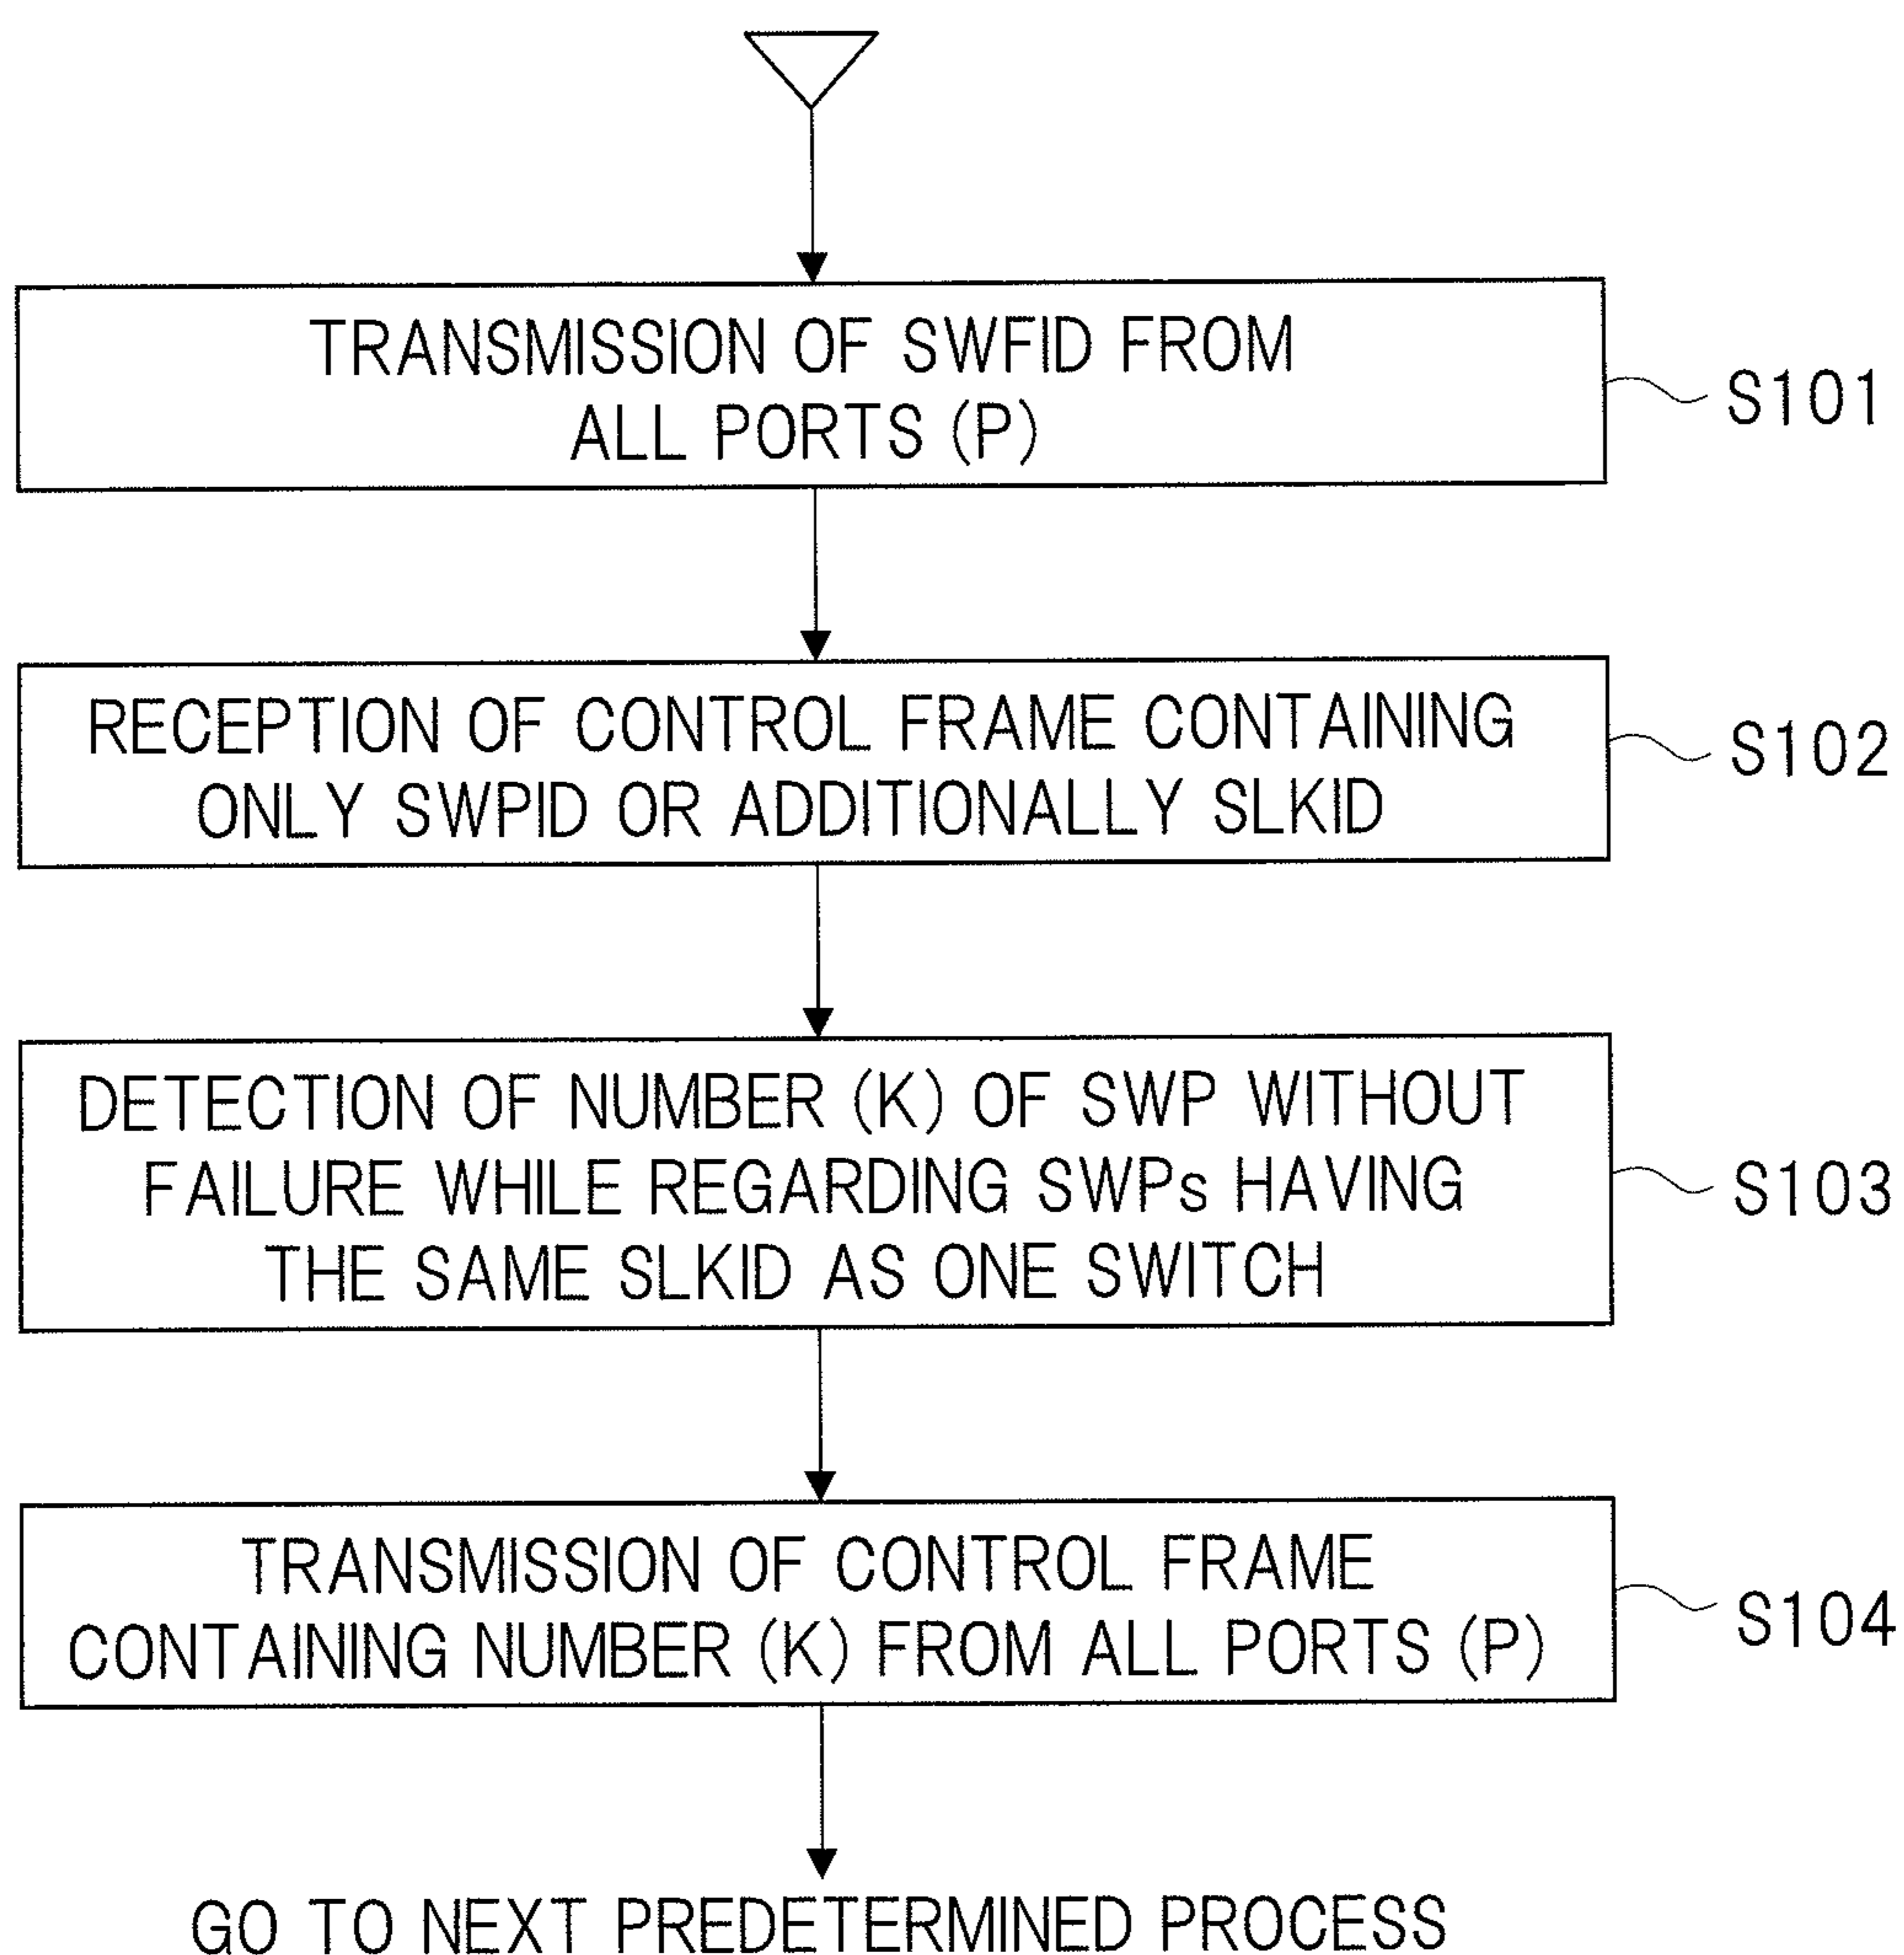 TRANSMISSION OF SWFID FROM
ALL PORTS (P)
S101
RECEPTION OF CONTROL FRAME CONTAINING
ONLY SWPID OR ADDITIONALLY SLKID
S102
DETECTION OF NUMBER (K) OF SWP WITHOUT
FAILURE WHILE REGARDING SWPs HAVING
THE SAME SLKID AS ONE SWITCH
S103
TRANSMISSION OF CONTROL FRAME
CONTAINING NUMBER (K) FROM ALL PORTS (P)
S104
GO TO NEXT PREDETERMINED PROCESS